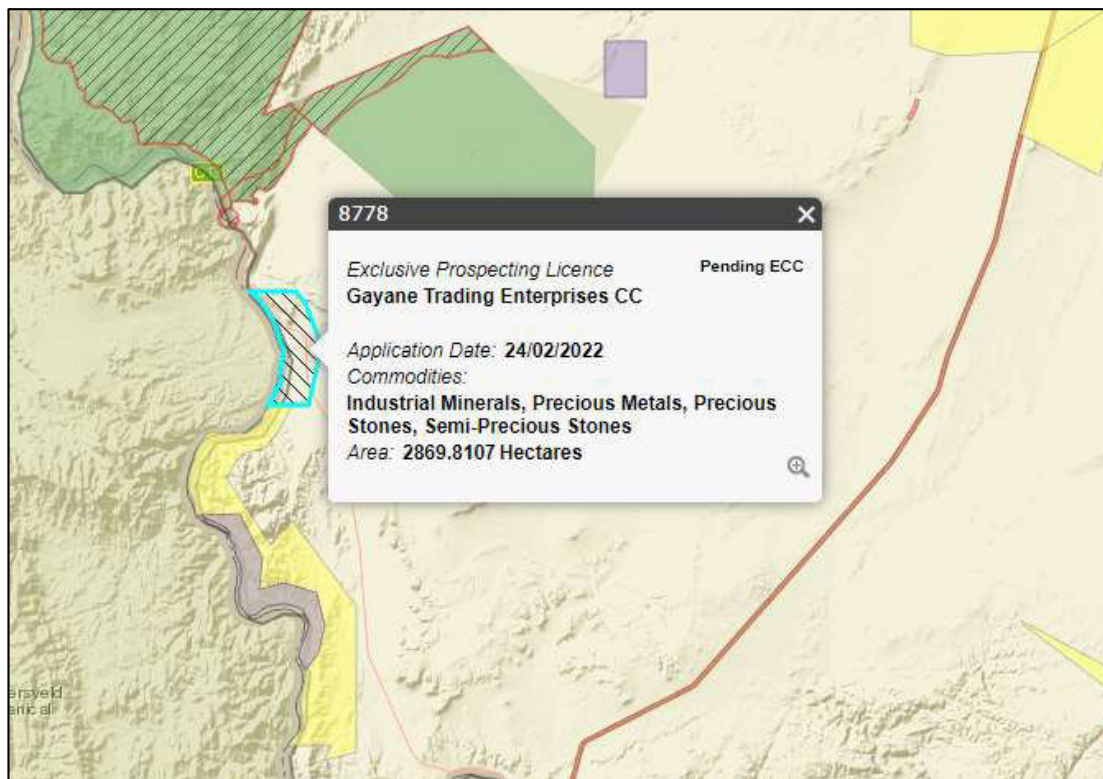 8778
Exclusive Prospecting Licence
Pending ECC
Gayane Trading Enterprises CC
Application Date: 24/02/2022
Commodities:
Industrial Minerals, Precious Metals, Precious
Stones, Semi-Precious Stones
Area: 2869.8107 Hectares